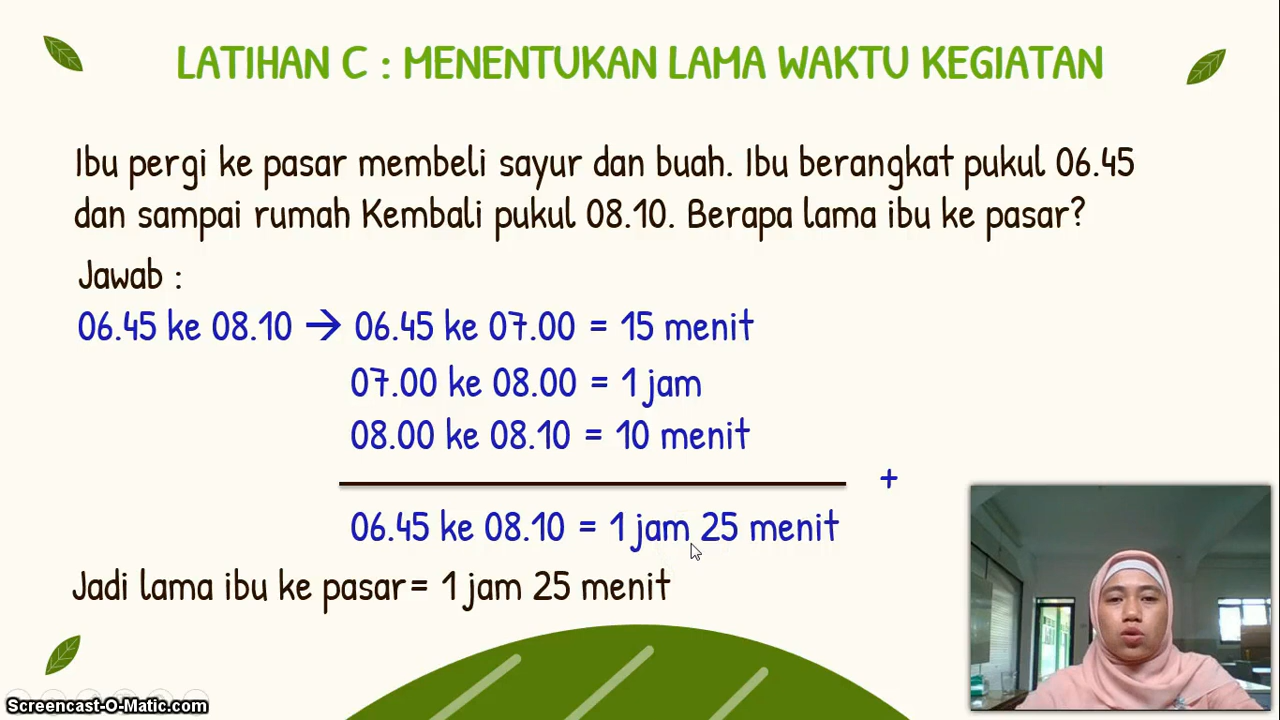 LATIHAN C : MENENTUKAN LAMA WAKTU KEGIATAN
Ibu pergi ke pasar membeli sayur dan buah. Ibu berangkat pukul 06.45
dan sampai rumah Kembali pukul 08.10. Berapa lama ibu ke pasar?
Jawab :
06.45 ke 08.10 → 06.45 ke 07.00 = 15 menit
07.00 ke 08.00 = 1 jam
08.00 ke 08.10 = 10 menit
+
06.45 ke 08.10 = 1 jam 25 menit
Jadi lama ibu ke pasar= 1 jam 25 menit
Screencast-O-Matic.com